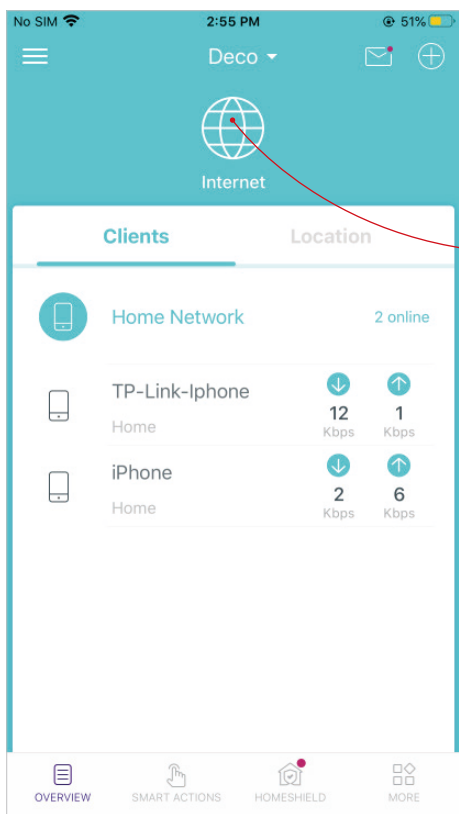 No SIM 2:55 PM 51%
Deco
Internet
Clients Location
Home Network 2 online
TP-Link-Iphone
12 1
Home Kbps Kbps
iPhone
2 6
Home Kbps Kbps
OVERVIEW SMART ACTIONS HOMESHIELD MORE